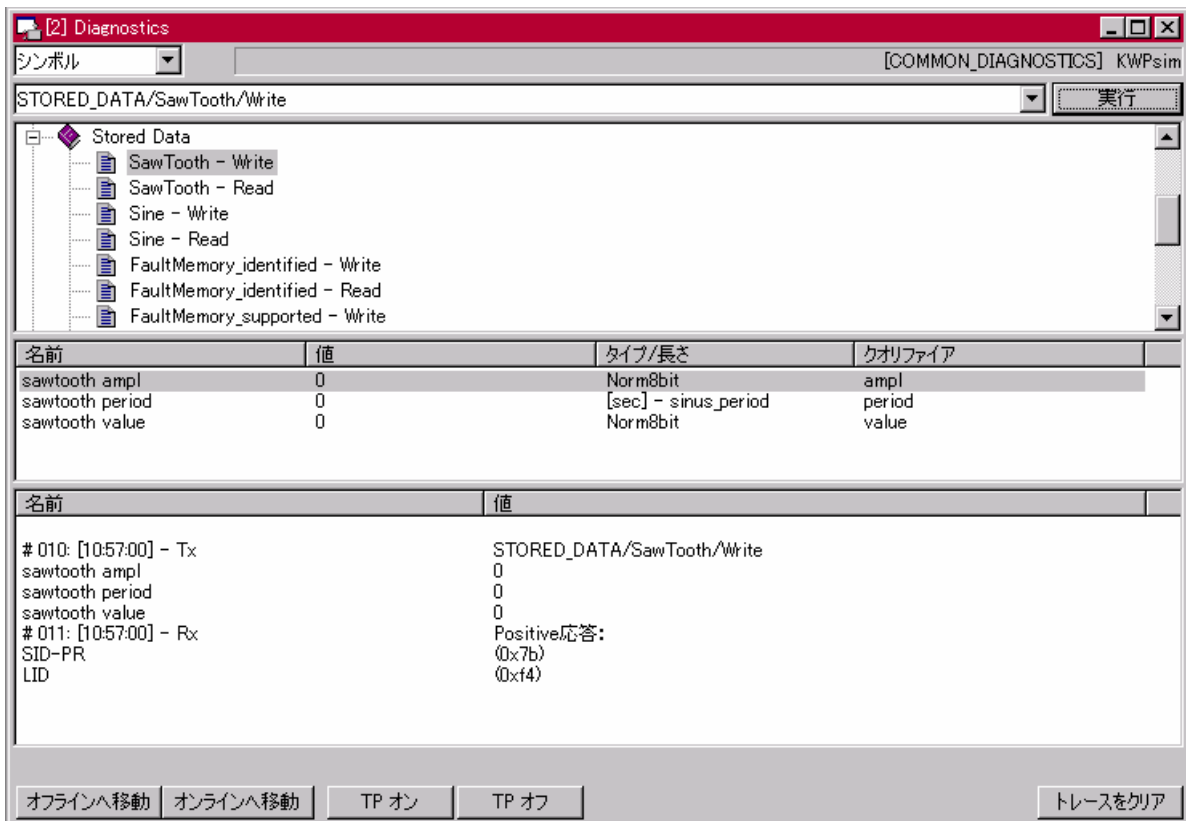 [2] Diagnostics
シンボル [COMMON_DIAGNOSTICS] KWPsim
STORED_DATA/SawTooth/Write 実行
Stored Data
SawTooth - Write
SawTooth - Read
Sine - Write
Sine - Read
FaultMemory_identified - Write
FaultMemory_identified - Read
FaultMemory_supported - Write
名前 値 タイプ/長さ クオリファイア
sawtooth ampl 0 Norm8bit ampl
sawtooth period 0 [sec] - sinus_period period
sawtooth value 0 Norm8bit value
名前 値
# 010: [10:57:00] - Tx STORED_DATA/SawTooth/Write
sawtooth ampl 0
sawtooth period 0
sawtooth value 0
# 011: [10:57:00] - Rx Positive応答:
SID-PR (0x7b)
LID (0xf4)
オフラインへ移動 オンラインへ移動 TP オン TP オフ トレースをクリア